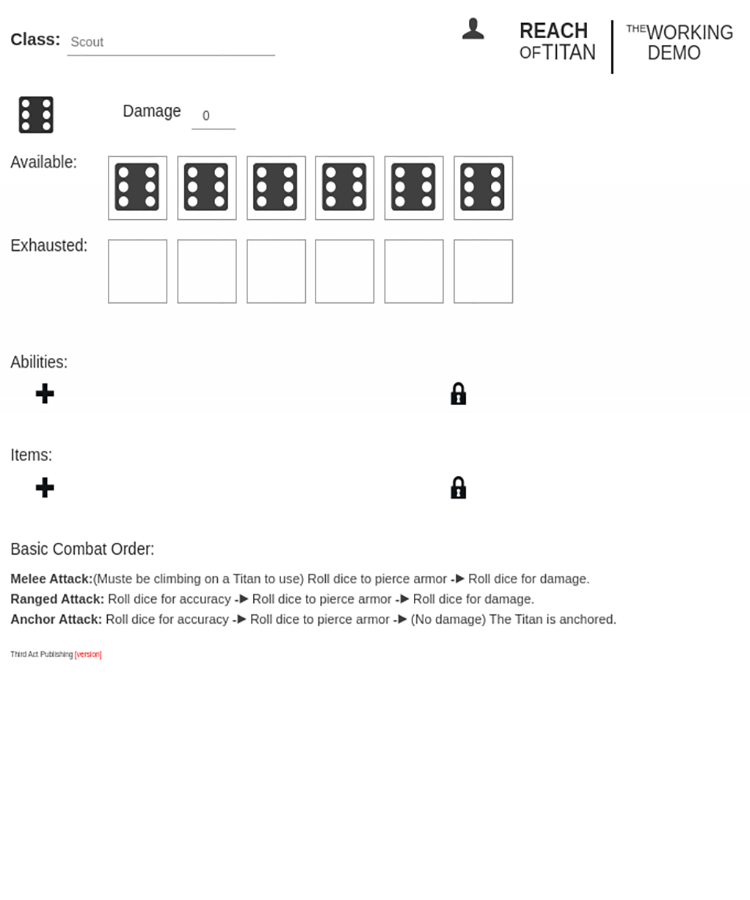 Class: Scout
REACH OF TITAN
THE WORKING DEMO
Damage 0
Available:
Exhausted:
Abilities:
Items:
Basic Combat Order:
Melee Attack:(Muste be climbing on a Titan to use) Roll dice to pierce armor -► Roll dice for damage.
Ranged Attack: Roll dice for accuracy -► Roll dice to pierce armor -► Roll dice for damage.
Anchor Attack: Roll dice for accuracy -► Roll dice to pierce armor -► (No damage) The Titan is anchored.
Third Act Publishing [version]